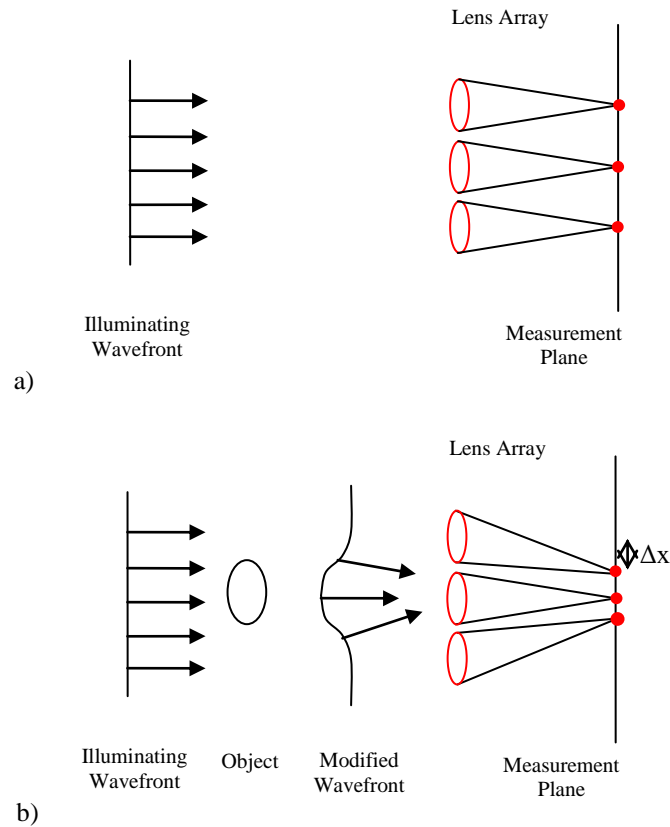 Lens Array
Illuminating
Wavefront
Measurement
Plane
a)
Lens Array
Δx
Illuminating
Wavefront
Object
Modified
Wavefront
Measurement
Plane
b)